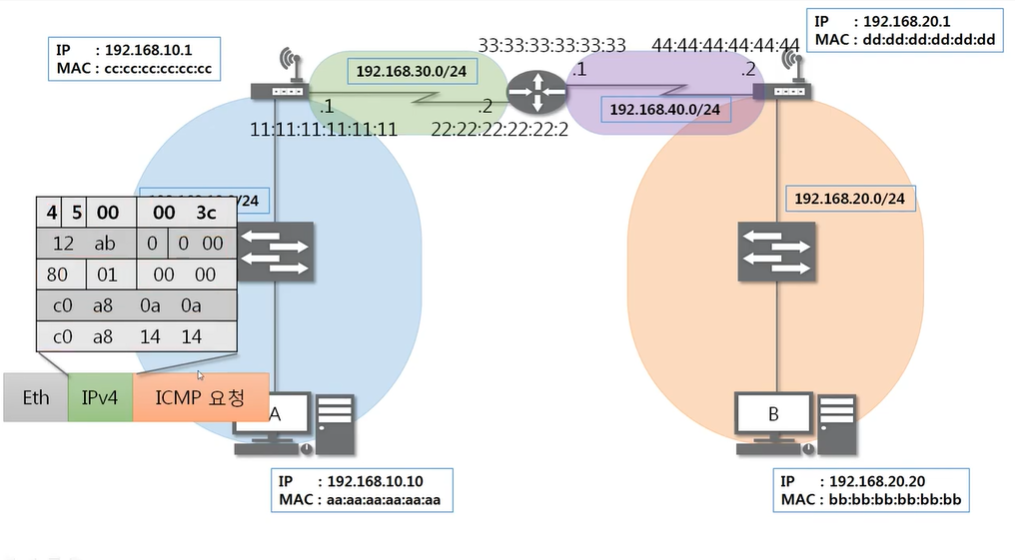 IP : 192.168.10.1
MAC : cc:cc:cc:cc:cc:cc
IP : 192.168.20.1
MAC : dd:dd:dd:dd:dd:dd
33:33:33:33:33:33
44:44:44:44:44:44
192.168.30.0/24
.1
.2
192.168.40.0/24
.1
.2
11:11:11:11:11:11
22:22:22:22:22:2
/24
192.168.20.0/24
4 5 00 00 3c
12 ab 0 0 00
80 01 00 00
c0 a8 0a 0a
c0 a8 14 14
Eth IPv4 ICMP 요청
A
B
IP : 192.168.10.10
MAC : aa:aa:aa:aa:aa:aa
IP : 192.168.20.20
MAC : bb:bb:bb:bb:bb:bb